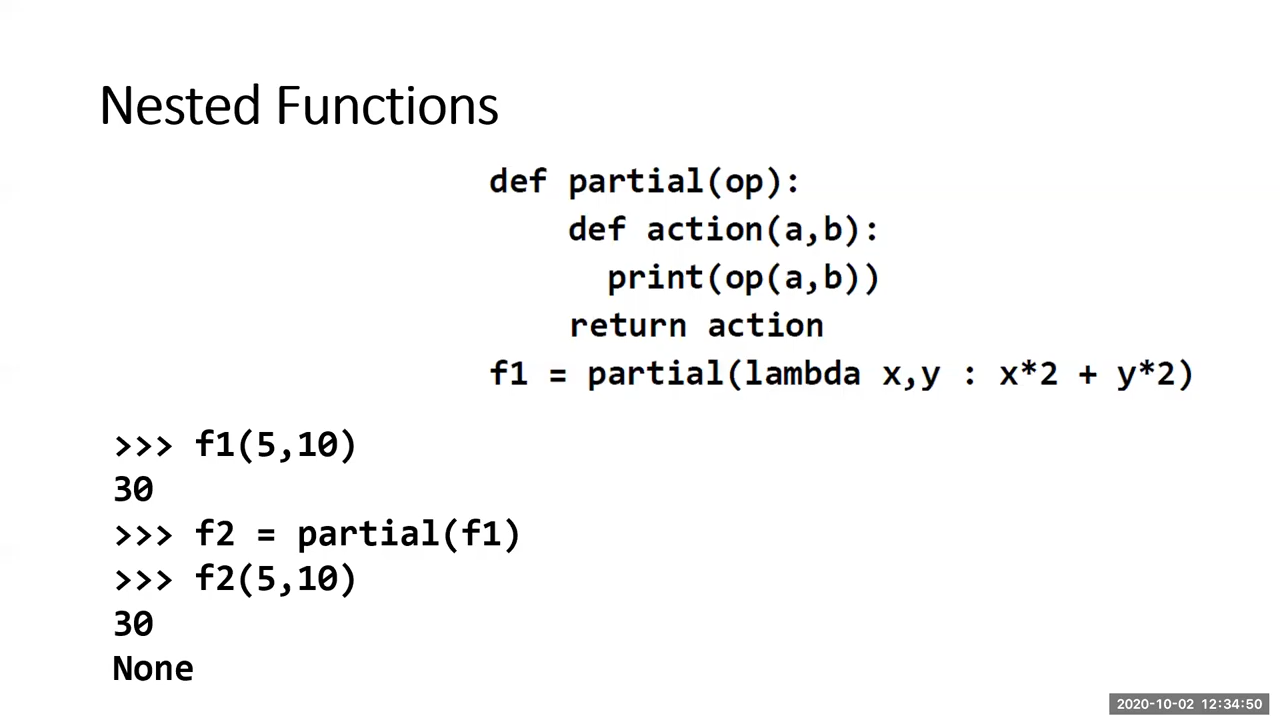 Nested Functions
def partial(op):
    def action(a,b):
      print(op(a,b))
    return action
f1 = partial(lambda x,y : x*2 + y*2)
>>> f1(5,10)
30
>>> f2 = partial(f1)
>>> f2(5,10)
30
None
2020-10-02 12:34:50